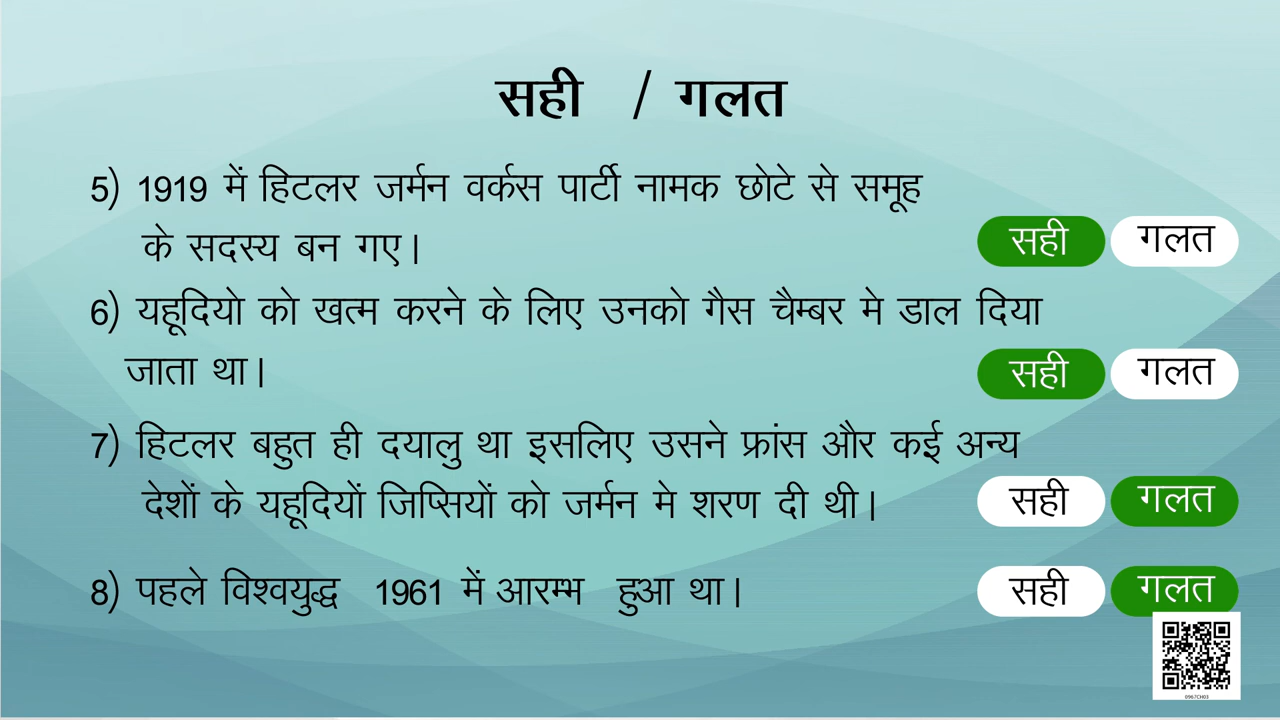 सही / गलत
5) 1919 में हिटलर जर्मन वर्कस पार्टी नामक छोटे से समूह
के सदस्य बन गए।
सही गलत
6) यहूदियो को खत्म करने के लिए उनको गैस चैम्बर मे डाल दिया
जाता था।
सही गलत
7) हिटलर बहुत ही दयालु था इसलिए उसने फ्रांस और कई अन्य
देशों के यहूदियों जिप्सियों को जर्मन मे शरण दी थी।
सही गलत
8) पहले विश्वयुद्ध 1961 में आरम्भ हुआ था।
सही गलत
0967CH03